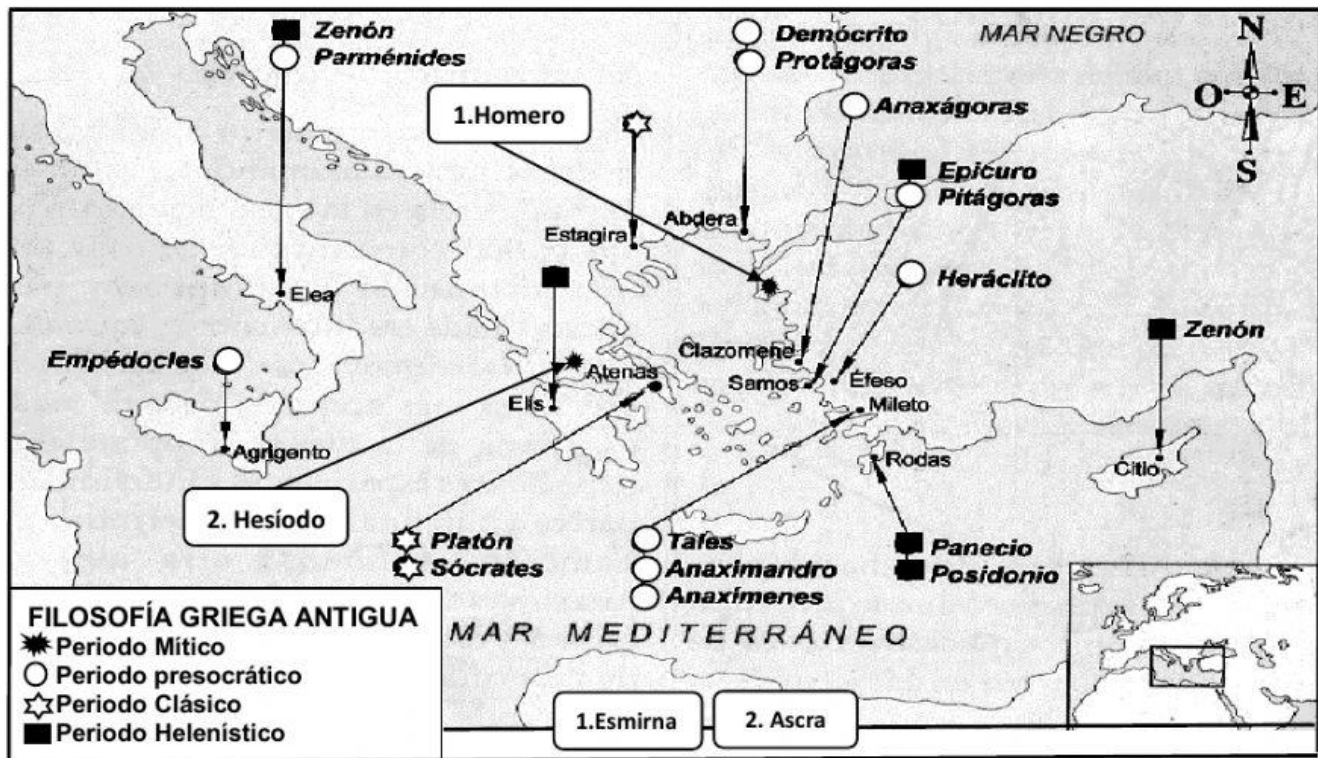 Zenón
Parménides
Demócrito
Protágoras
MAR NEGRO
N
O
E
S
1.Homero
Anaxágoras
Epicuro
Pitágoras
Abdera
Estagira
Heráclito
Elea
Zenón
Empédocles
Clazomene
Atenas
Samos
Éfeso
Elis
Mileto
Agrigento
Rodas
Citio
2. Hesíodo
Platón
Sócrates
Tales
Anaximandro
Anaxímenes
Panecio
Posidonio
MAR MEDITERRÁNEO
FILOSOFÍA GRIEGA ANTIGUA
Periodo Mítico
Periodo presocrático
Periodo Clásico
Periodo Helenístico
1.Esmirna
2. Ascra